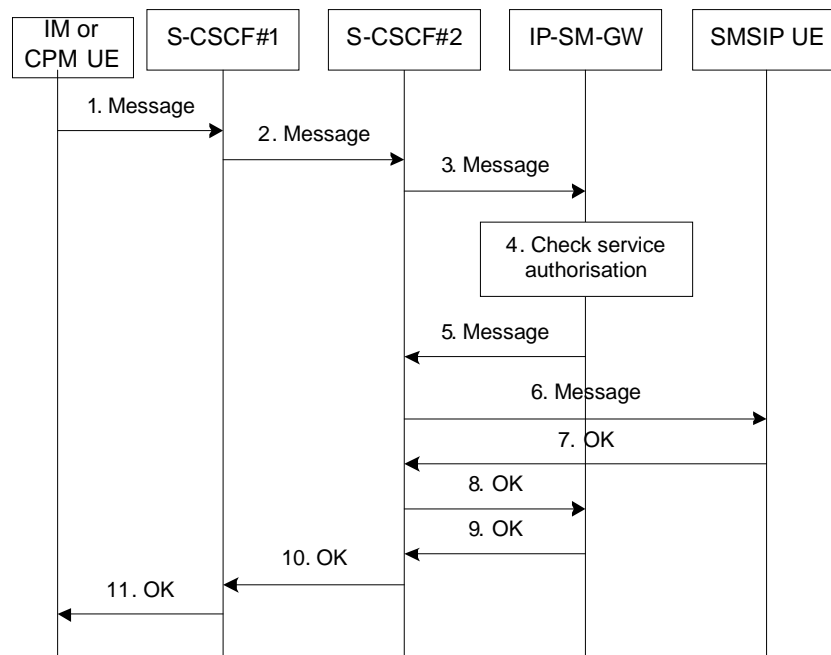 IM or
CPM UE
S-CSCF#1
S-CSCF#2
IP-SM-GW
SMSIP UE
1. Message
2. Message
3. Message
4. Check service
authorisation
5. Message
6. Message
7. OK
8. OK
9. OK
10. OK
11. OK